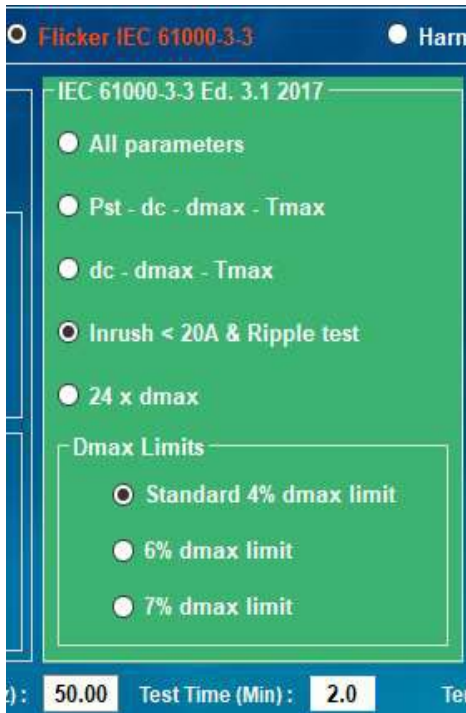 Flicker IEC 61000-3-3 Harn
IEC 61000-3-3 Ed. 3.1 2017
All parameters
Pst - dc - dmax - Tmax
dc - dmax - Tmax
Inrush < 20A & Ripple test
24 x dmax
Dmax Limits
Standard 4% dmax limit
6% dmax limit
7% dmax limit
): 50.00 Test Time (Min) : 2.0 Te